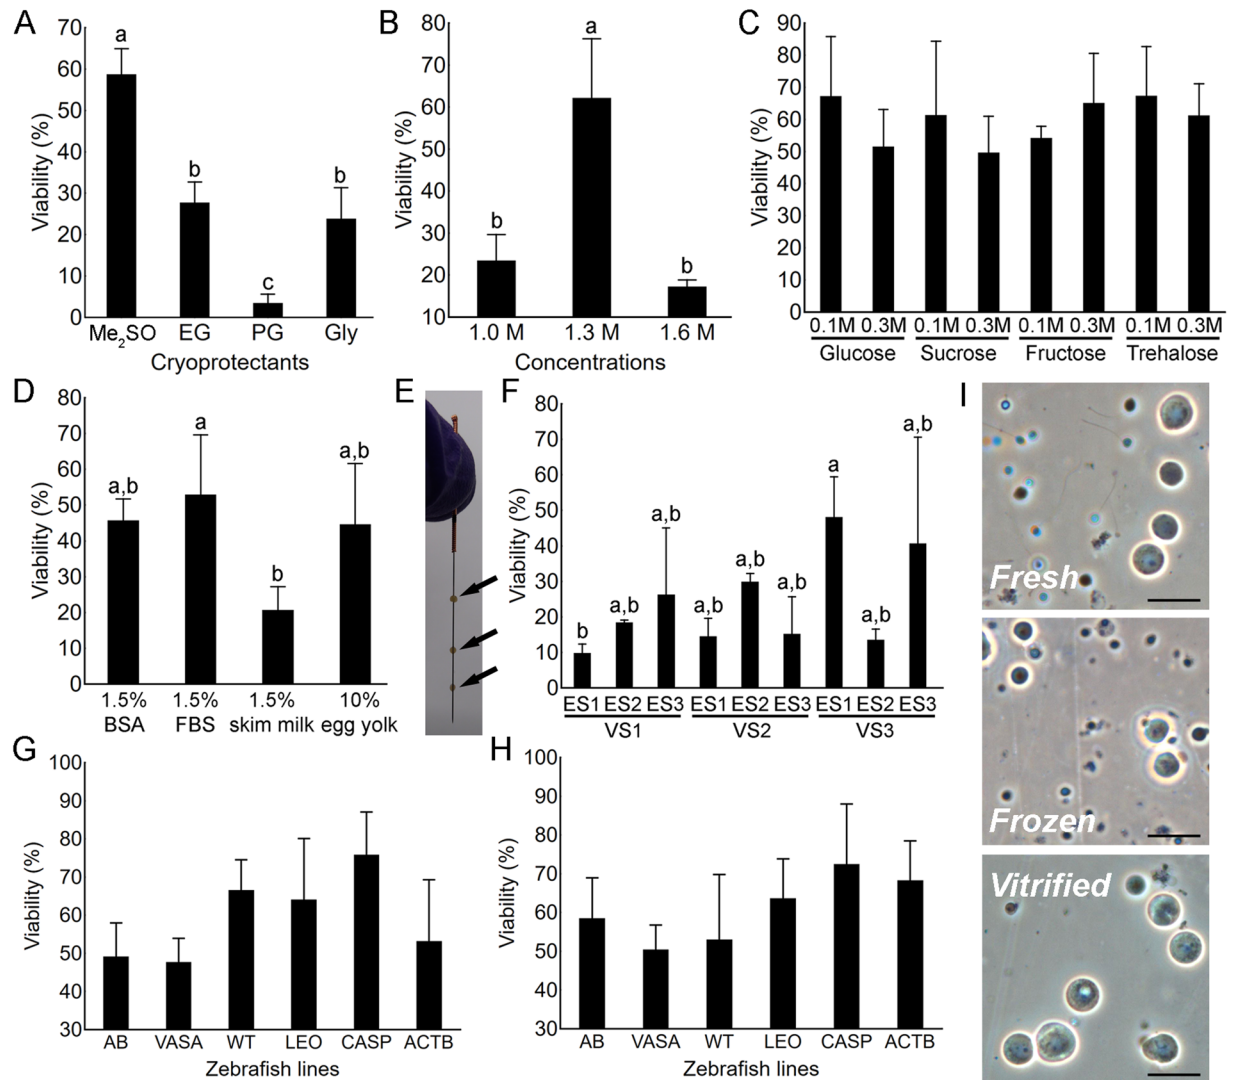 A
Viability (%)
70
60
50
40
30
20
10
0
a
b
c
b
Me2SO EG PG Gly
Cryoprotectants
B
Viability (%)
80
70
60
50
40
30
20
10
b
a
b
1.0 M 1.3 M 1.6 M
Concentrations
C
Viability (%)
90
80
70
60
50
40
30
20
10
0
0.1M 0.3M 0.1M 0.3M 0.1M 0.3M 0.1M 0.3M
Glucose Sucrose Fructose Trehalose
D
Viability (%)
80
70
60
50
40
30
20
10
0
a,b
a
b
a,b
1.5% 1.5% 1.5% 10%
BSA FBS skim milk egg yolk
E
F
Viability (%)
80
70
60
50
40
30
20
10
0
b
a,b
a,b
a,b
a,b
a,b
a
a,b
a,b
ES1 ES2 ES3 ES1 ES2 ES3 ES1 ES2 ES3
VS1 VS2 VS3
G
Viability (%)
100
90
80
70
60
50
40
30
AB VASA WT LEO CASP ACTB
Zebrafish lines
H
Viability (%)
100
90
80
70
60
50
40
30
AB VASA WT LEO CASP ACTB
Zebrafish lines
I
Fresh
Frozen
Vitrified